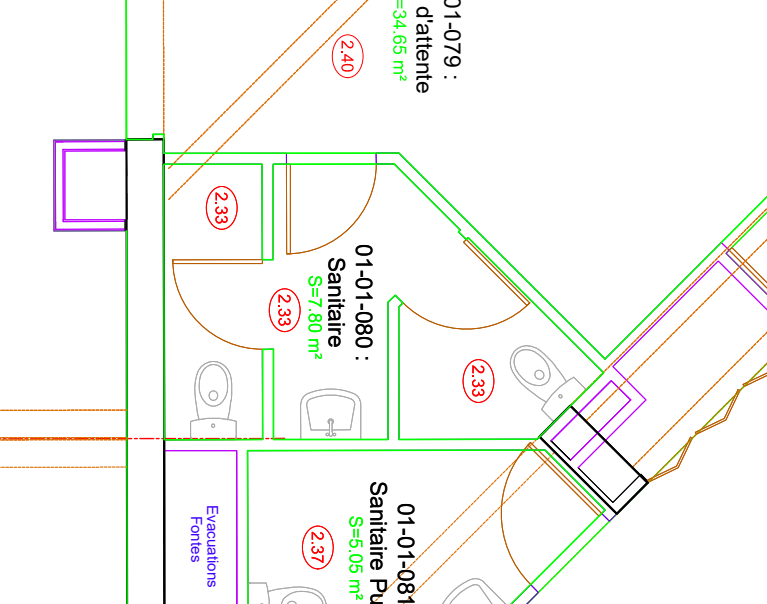 01-079 :
d'attente
=34.65 m²
2.40
2.33
01-01-080 :
Sanitaire
S=7.80 m²
2.33
2.33
01-01-081
Sanitaire Pu
S=5.05 m²
2.37
Evacuations
Fontes